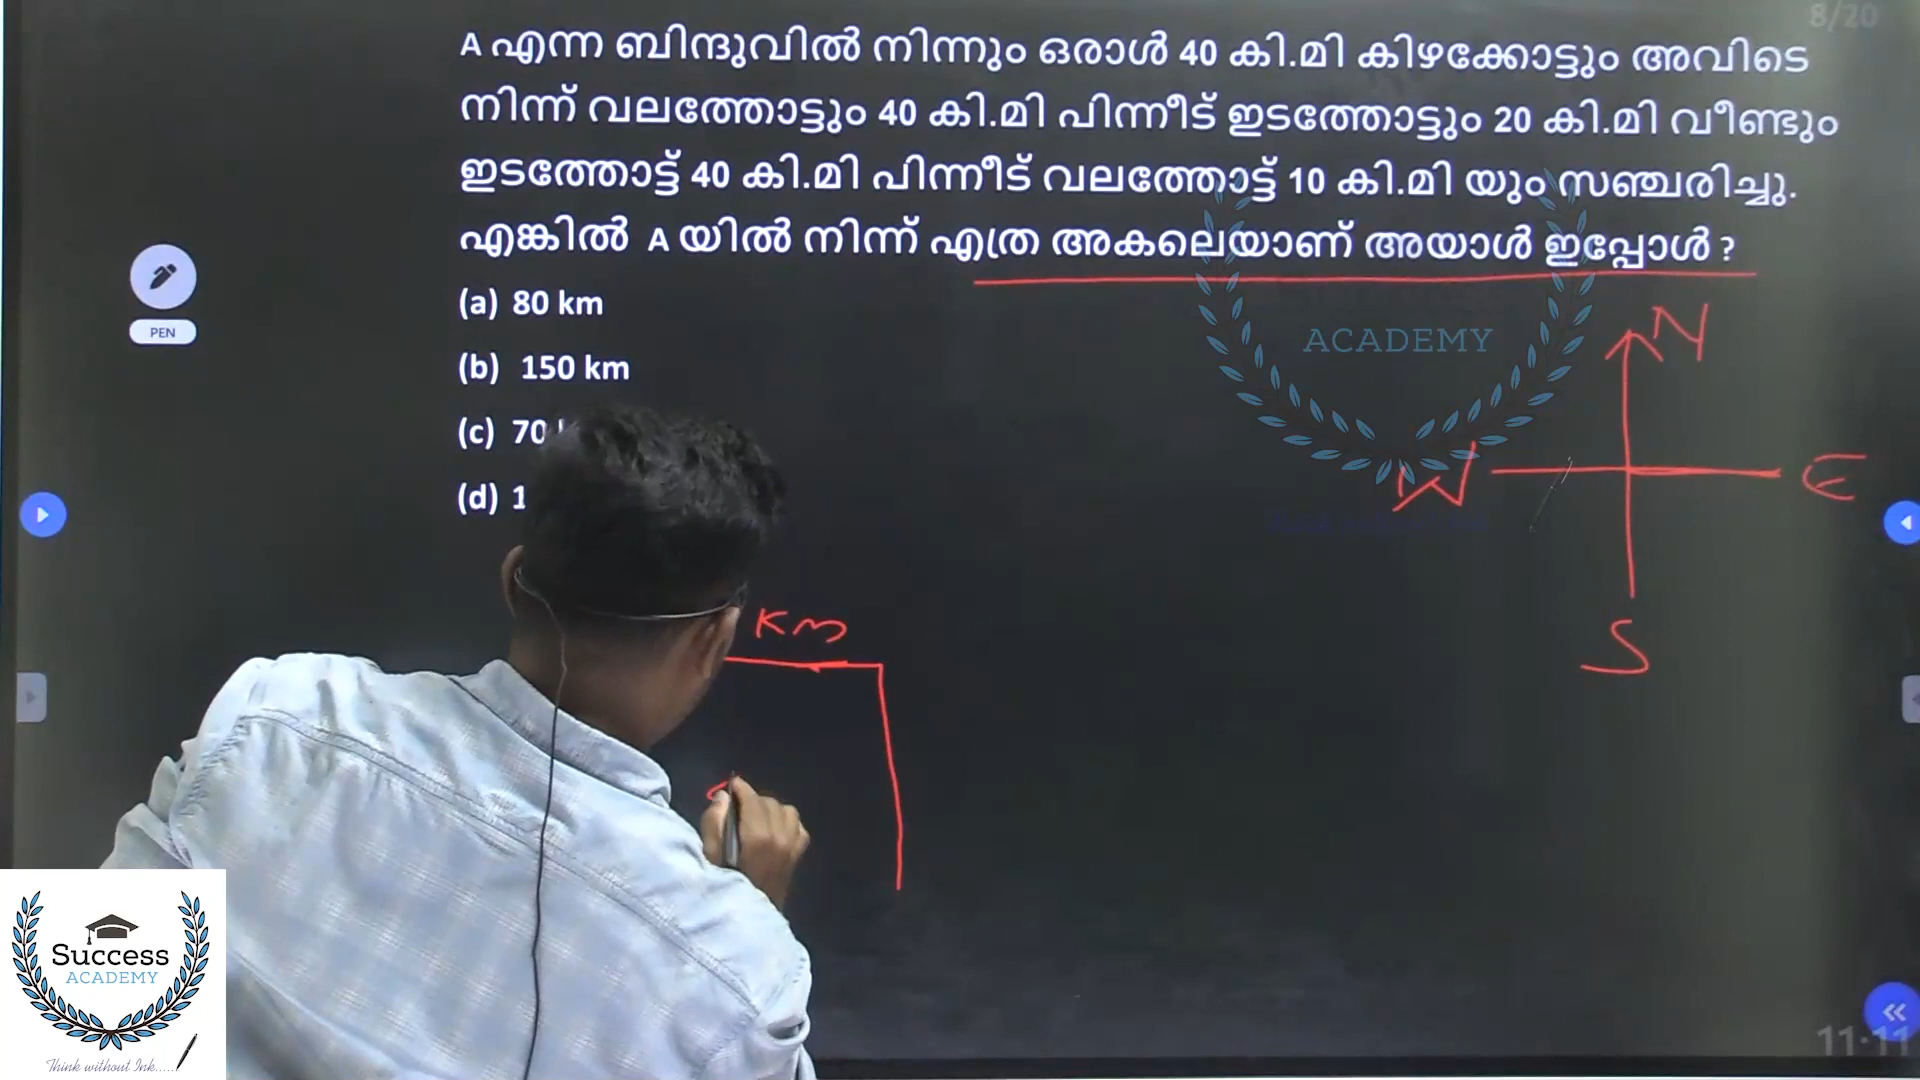 8/20
A എന്ന ബിന്ദുവിൽ നിന്നും ഒരാൾ 40 കി.മി കിഴക്കോട്ടും അവിടെ
നിന്ന് വലത്തോട്ടും 40 കി.മി പിന്നീട് ഇടത്തോട്ടും 20 കി.മി വീണ്ടും
ഇടത്തോട്ട് 40 കി.മി പിന്നീട് വലത്തോട്ട് 10 കി.മി യും സഞ്ചരിച്ചു.
എങ്കിൽ A യിൽ നിന്ന് എത്ര അകലെയാണ് അയാൾ ഇപ്പോൾ ?
(a) 80 km
(b) 150 km
(c) 70
(d) 1
PEN
ACADEMY
N
W
E
S
KM
Success
ACADEMY
Think without Ink.....
11:11